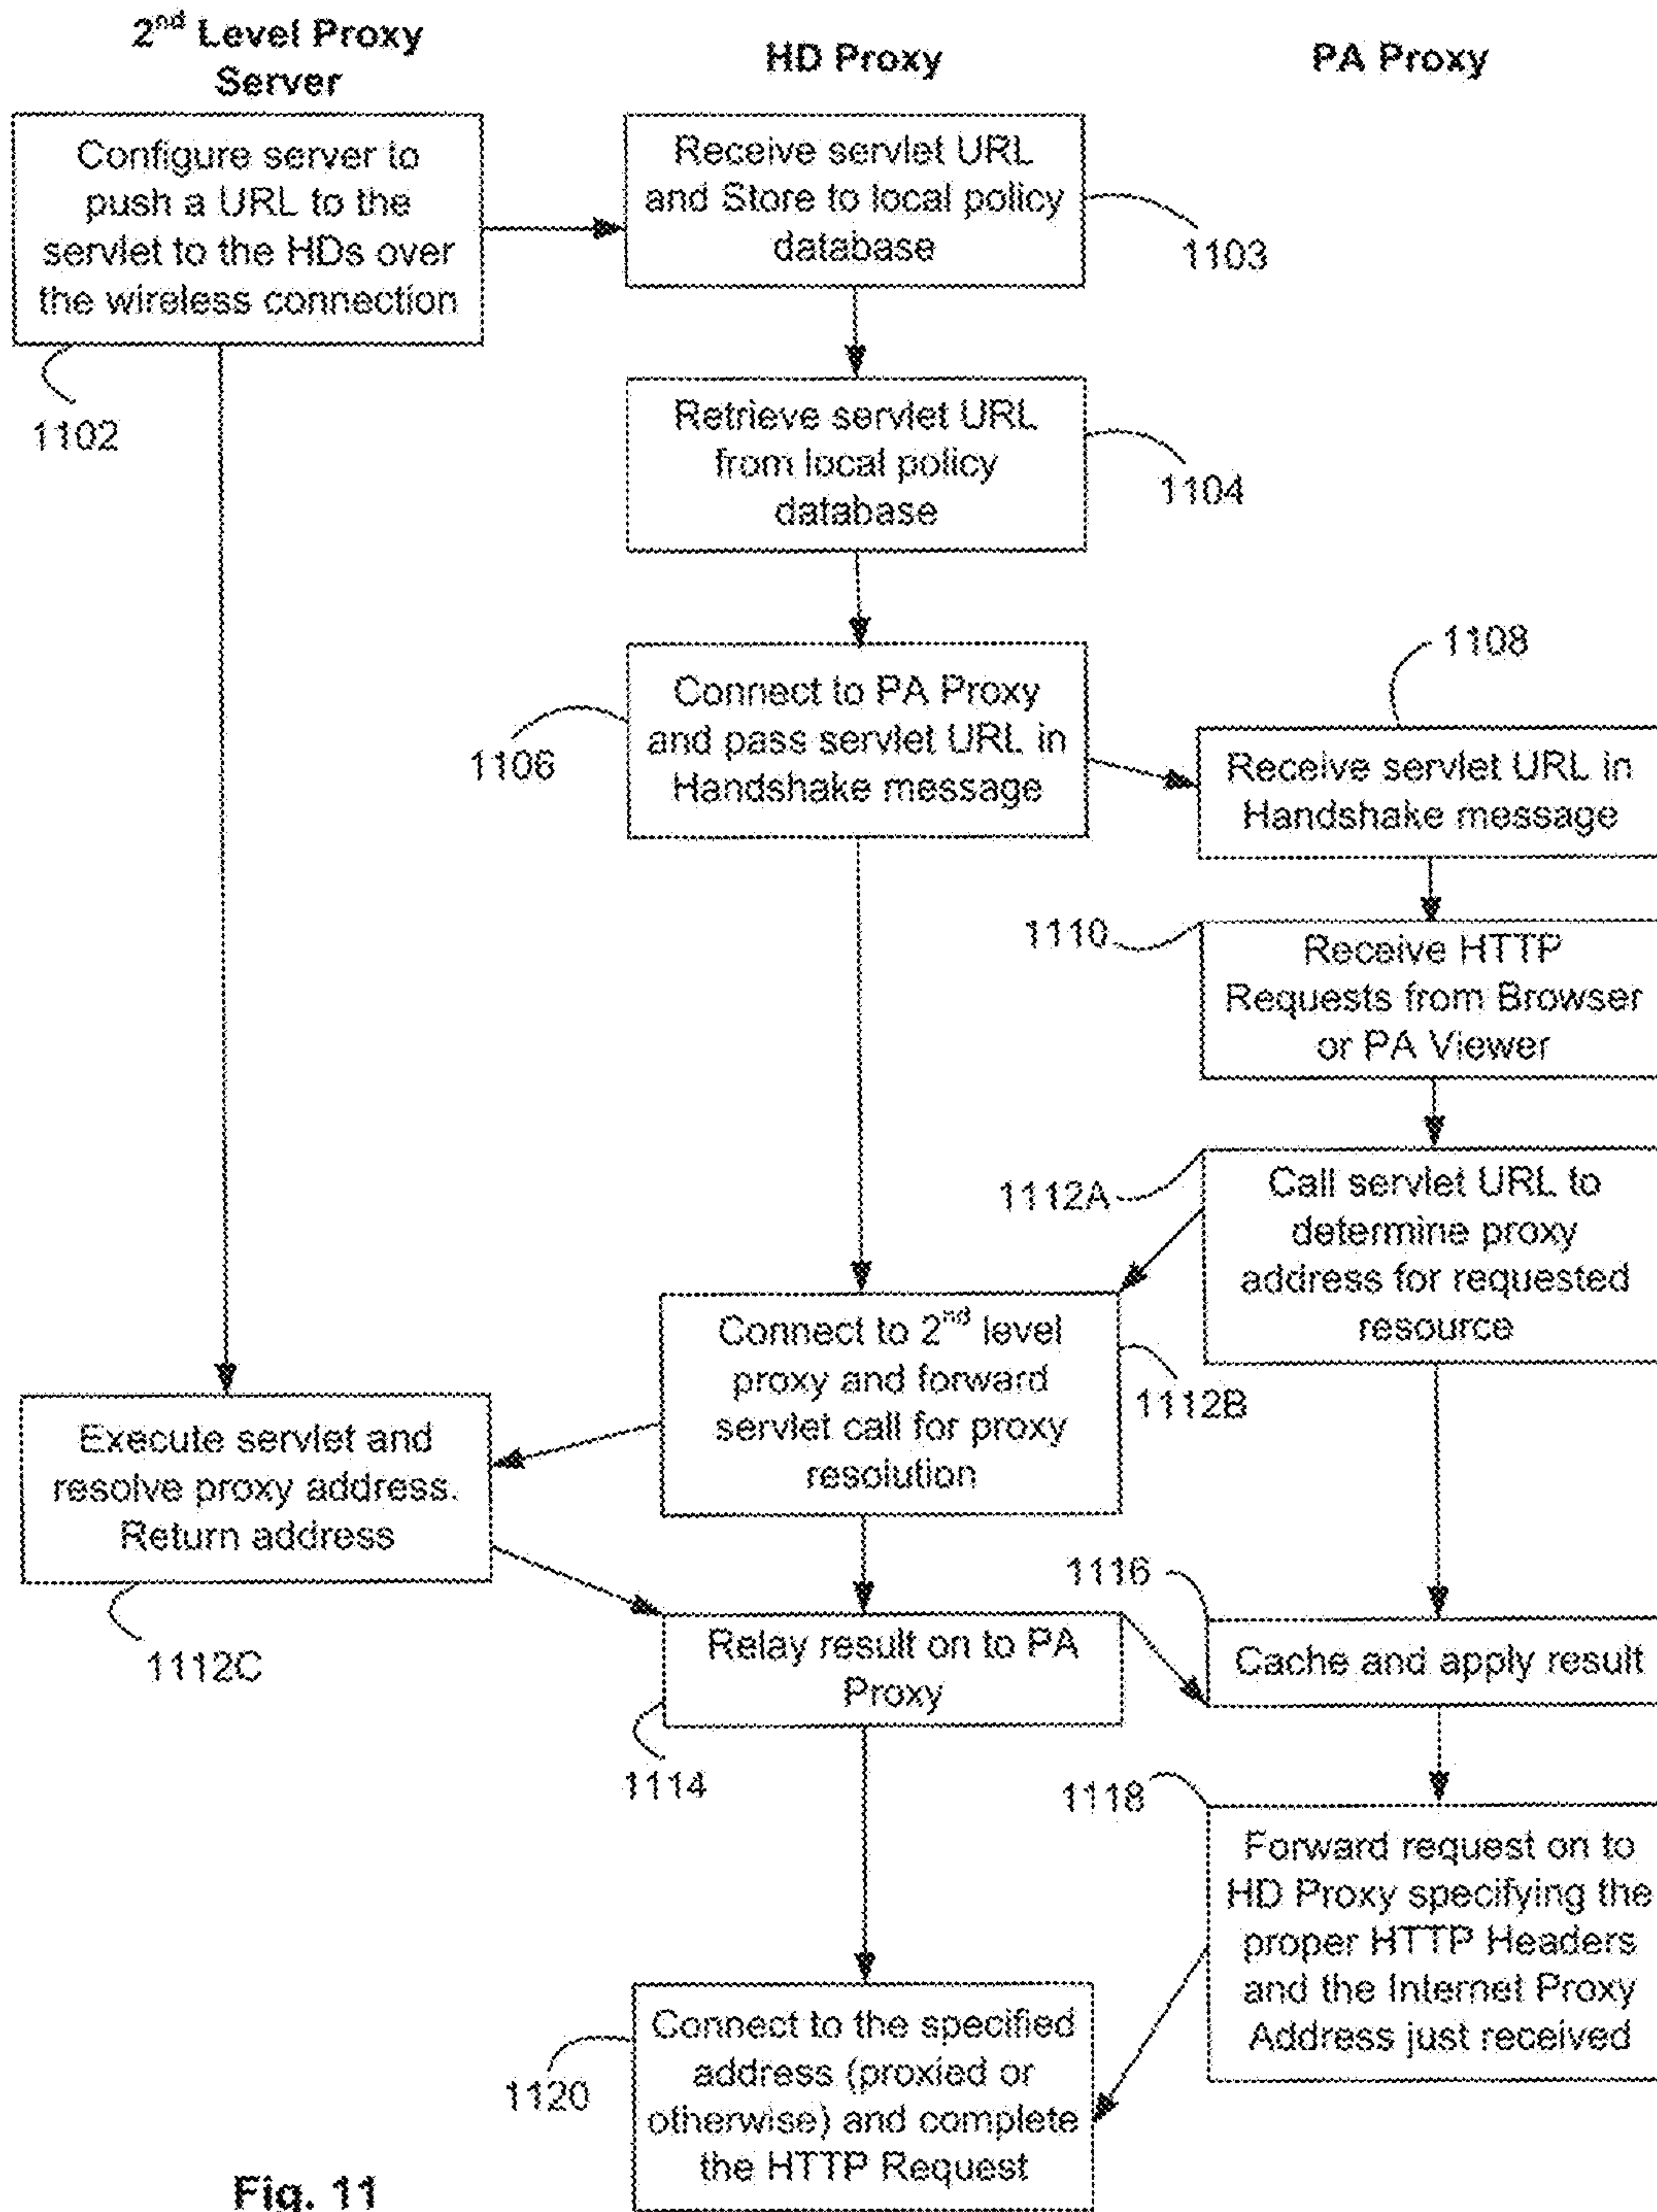 2nd Level Proxy
Server
HD Proxy
PA Proxy
Configure server to
push a URL to the
servlet to the HDs over
the wireless connection
1102
Receive servlet URL
and Store to local policy
database
1103
Retrieve servlet URL
from local policy
database
1104
Connect to PA Proxy
and pass servlet URL in
Handshake message
1106
1108
Receive servlet URL in
Handshake message
1110
Receive HTTP
Requests from Browser
or PA Viewer
1112A
Call servlet URL to
determine proxy
address for requested
resource
Connect to 2nd level
proxy and forward
servlet call for proxy
resolution
1112B
Execute servlet and
resolve proxy address.
Return address
1112C
Relay result on to PA
Proxy
1114
1116
Cache and apply result
1118
Forward request on to
HD Proxy specifying the
proper HTTP Headers
and the Internet Proxy
Address just received
Connect to the specified
address (proxied or
otherwise) and complete
the HTTP Request
1120
Fig. 11